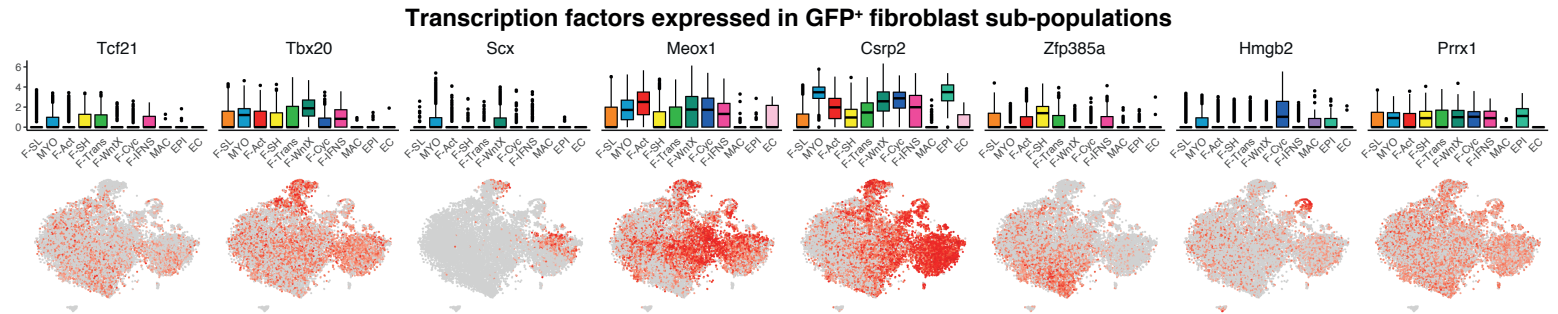 Transcription factors expressed in GFP⁺ fibroblast sub-populations
Tcf21 Tbx20 Scx Meox1 Csrp2 Zfp385a Hmgb2 Prrx1
6
4
2
0
F-SL MYO F-Act F-SH F-Trans F-WntX F-Cyc F-IFNS MAC EPI EC
F-SL MYO F-Act F-SH F-Trans F-WntX F-Cyc F-IFNS MAC EPI EC
F-SL MYO F-Act F-SH F-Trans F-WntX F-Cyc F-IFNS MAC EPI EC
F-SL MYO F-Act F-SH F-Trans F-WntX F-Cyc F-IFNS MAC EPI EC
F-SL MYO F-Act F-SH F-Trans F-WntX F-Cyc F-IFNS MAC EPI EC
F-SL MYO F-Act F-SH F-Trans F-WntX F-Cyc F-IFNS MAC EPI EC
F-SL MYO F-Act F-SH F-Trans F-WntX F-Cyc F-IFNS MAC EPI EC
F-SL MYO F-Act F-SH F-Trans F-WntX F-Cyc F-IFNS MAC EPI EC